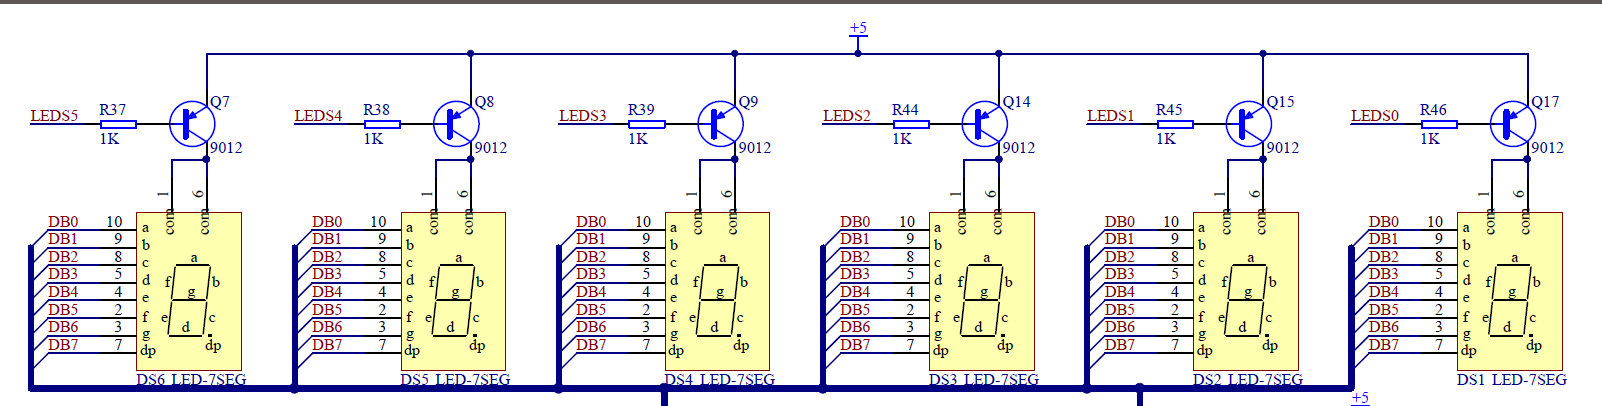 +5
Q7 Q8 Q9 Q14 Q15 Q17
LEDS5 R37 LEDS4 R38 LEDS3 R39 LEDS2 R44 LEDS1 R45 LEDS0 R46
1K 9012 1K 9012 1K 9012 1K 9012 1K 9012 1K 9012
1 6 1 6 1 6 1 6 1 6 1 6
com com com com com com com com com com com com
DB0 10 a DB0 10 a DB0 10 a DB0 10 a DB0 10 a DB0 10 a
DB1 9 b DB1 9 b DB1 9 b DB1 9 b DB1 9 b DB1 9 b
DB2 8 c a DB2 8 c a DB2 8 c a DB2 8 c a DB2 8 c a DB2 8 c a
DB3 5 d f b DB3 5 d f b DB3 5 d f b DB3 5 d f b DB3 5 d f b DB3 5 d f b
DB4 4 e g DB4 4 e g DB4 4 e g DB4 4 e g DB4 4 e g DB4 4 e g
DB5 2 f e c DB5 2 f e c DB5 2 f e c DB5 2 f e c DB5 2 f e c DB5 2 f e c
DB6 3 g d DB6 3 g d DB6 3 g d DB6 3 g d DB6 3 g d DB6 3 g d
DB7 7 dp dp DB7 7 dp dp DB7 7 dp dp DB7 7 dp dp DB7 7 dp dp DB7 7 dp dp
DS6 LED-7SEG DS5 LED-7SEG DS4 LED-7SEG DS3 LED-7SEG DS2 LED-7SEG DS1 LED-7SEG
+5